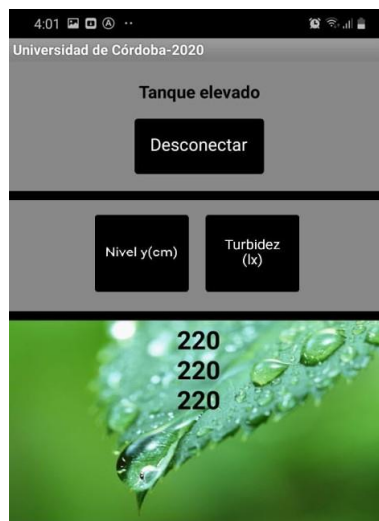 4:01
Universidad de Córdoba-2020
Tanque elevado
Desconectar
Nivel y(cm)
Turbidez
(lx)
220
220
220